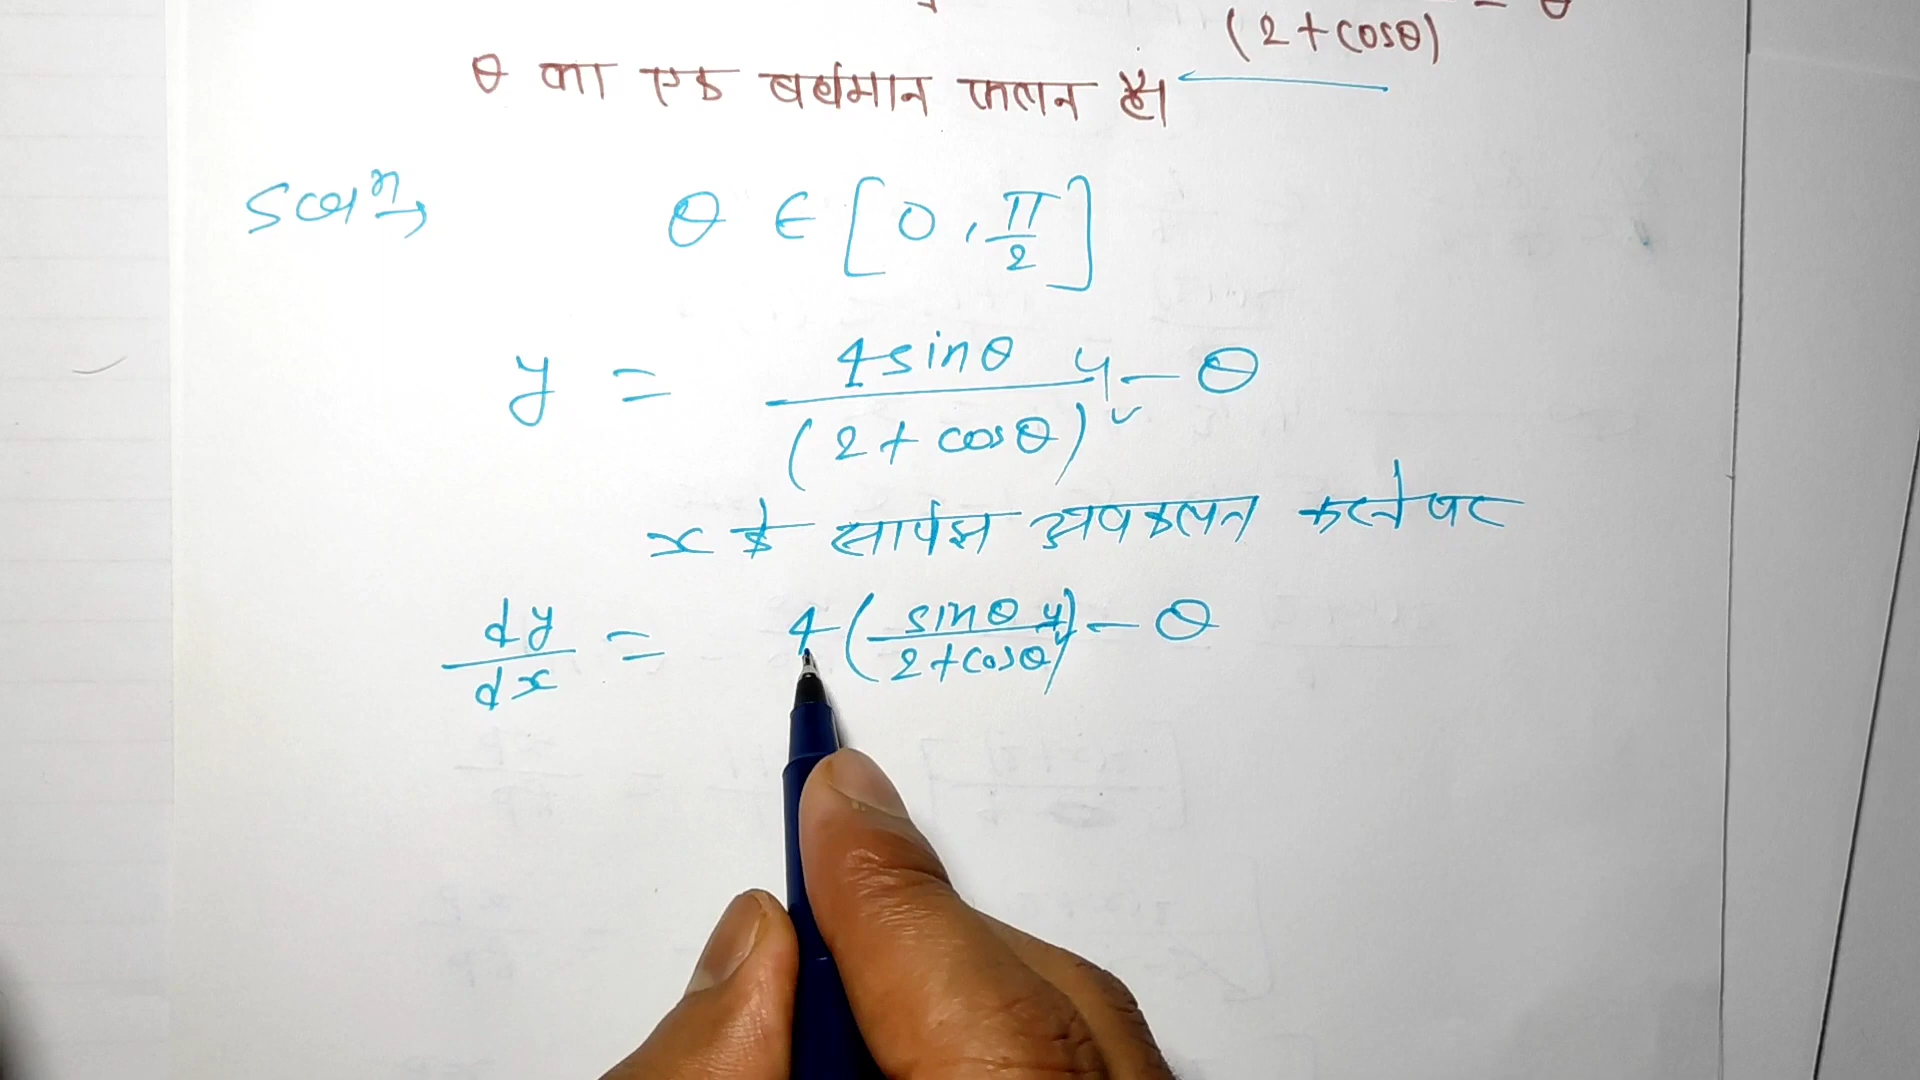 (2+cosθ) - θ
θ का एक वर्धमान फलन है।
Solⁿ→ θ ∈ [0, π/2]
y = 4sinθ u / (2+cosθ) v - θ
x के सापेक्ष अवकलन करने पर
dy/dx = 4 (sinθ u / 2+cosθ v) - θ